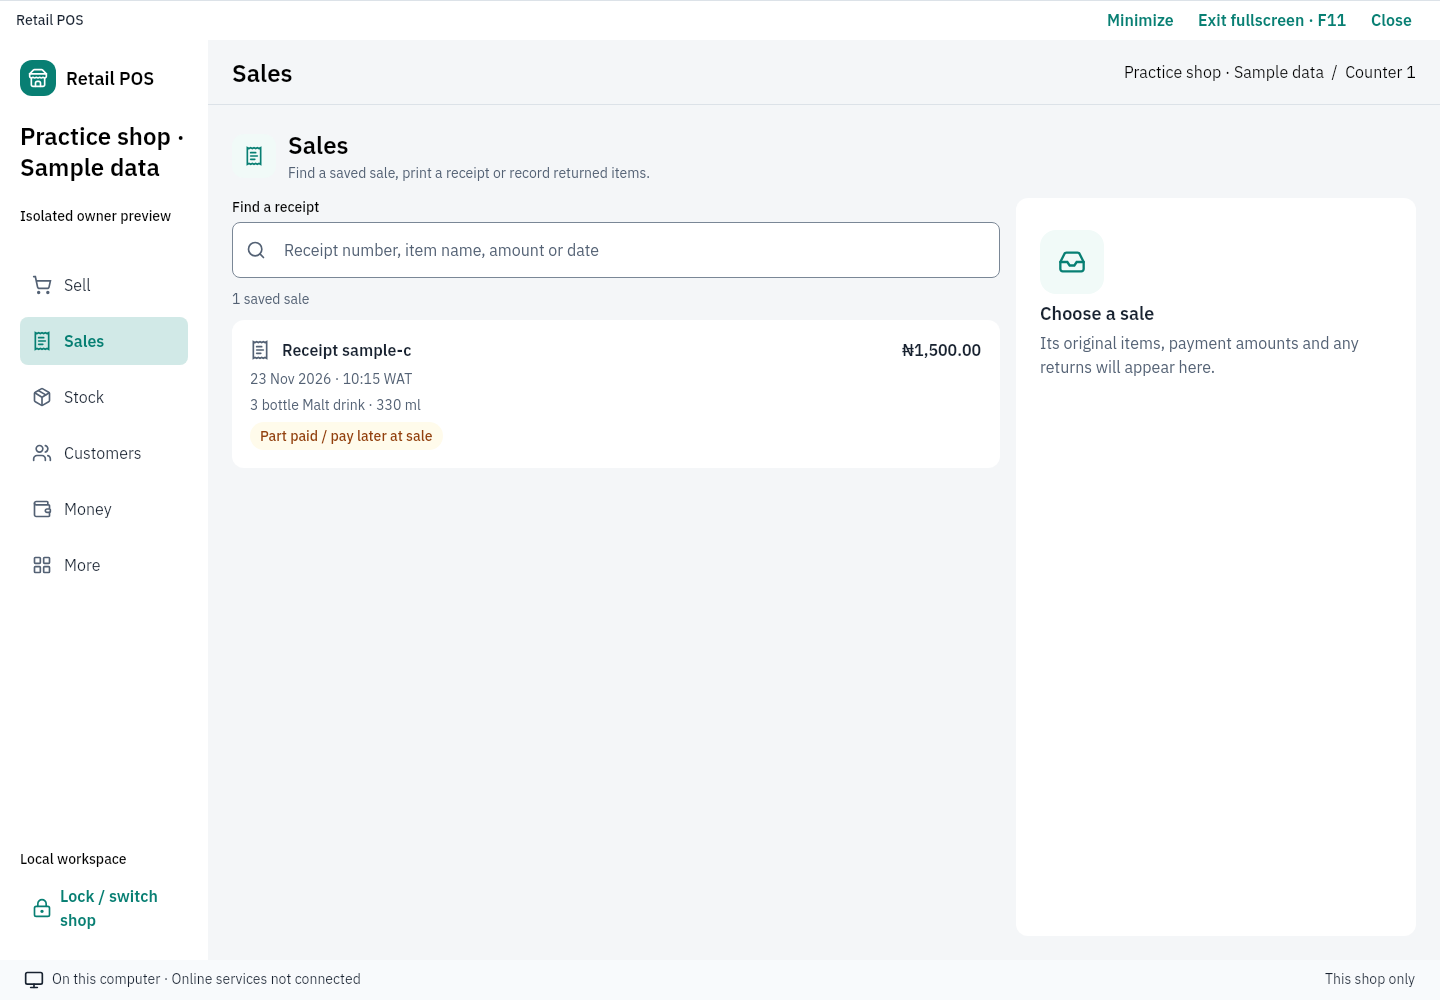 Retail POS
Minimize
Exit fullscreen · F11
Close
Retail POS
Practice shop ·
Sample data
Isolated owner preview
Sell
Sales
Stock
Customers
Money
More
Local workspace
Lock / switch
shop
Sales
Practice shop · Sample data / Counter 1
Sales
Find a saved sale, print a receipt or record returned items.
Find a receipt
Receipt number, item name, amount or date
1 saved sale
Receipt sample-c
₦1,500.00
23 Nov 2026 · 10:15 WAT
3 bottle Malt drink · 330 ml
Part paid / pay later at sale
Choose a sale
Its original items, payment amounts and any
returns will appear here.
On this computer · Online services not connected
This shop only